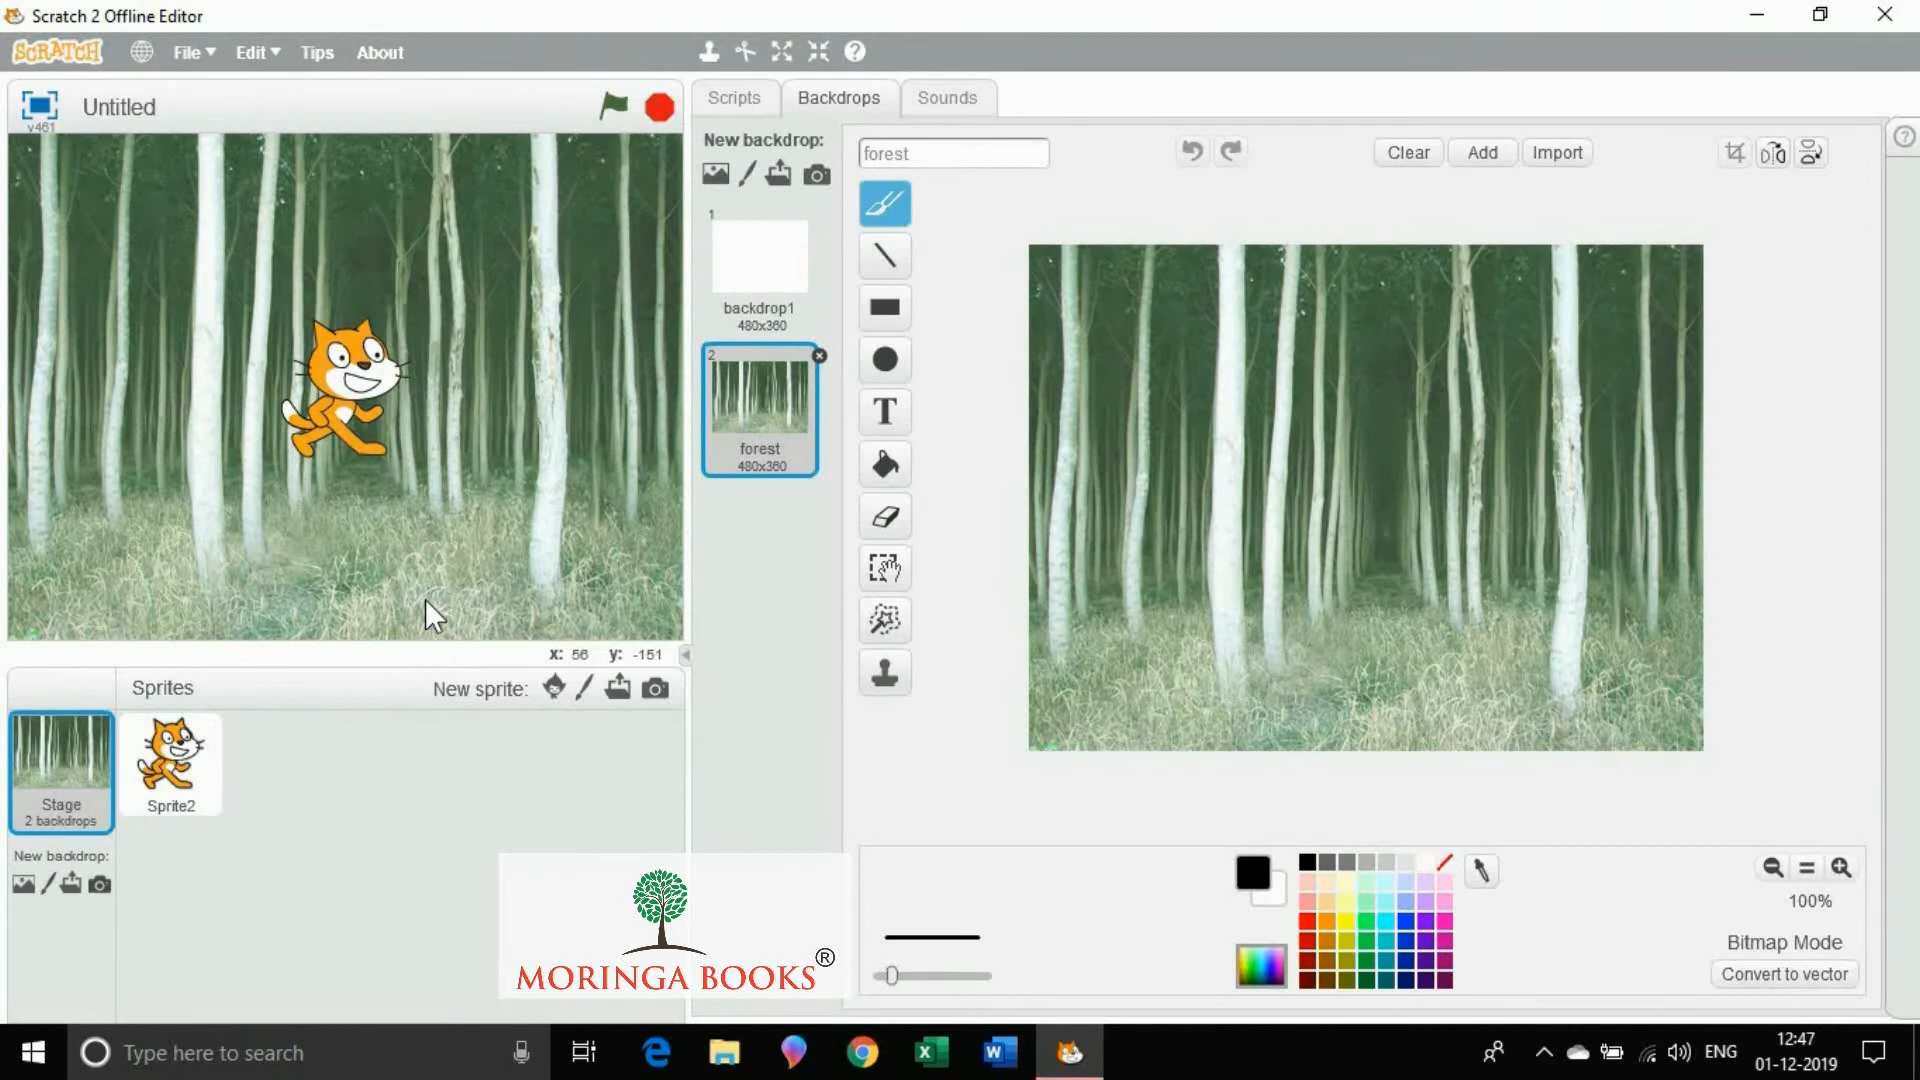 Scratch 2 Offline Editor
SCRATCH File Edit Tips About
Untitled
v461
Scripts Backdrops Sounds
New backdrop:
forest
Clear Add Import
1
backdrop1
480x360
2
forest
480x360
T
x: 56 y: -151
Sprites New sprite:
Stage
2 backdrops
Sprite2
New backdrop:
MORINGA BOOKS®
100%
Bitmap Mode
Convert to vector
Type here to search
ENG
12:47
01-12-2019